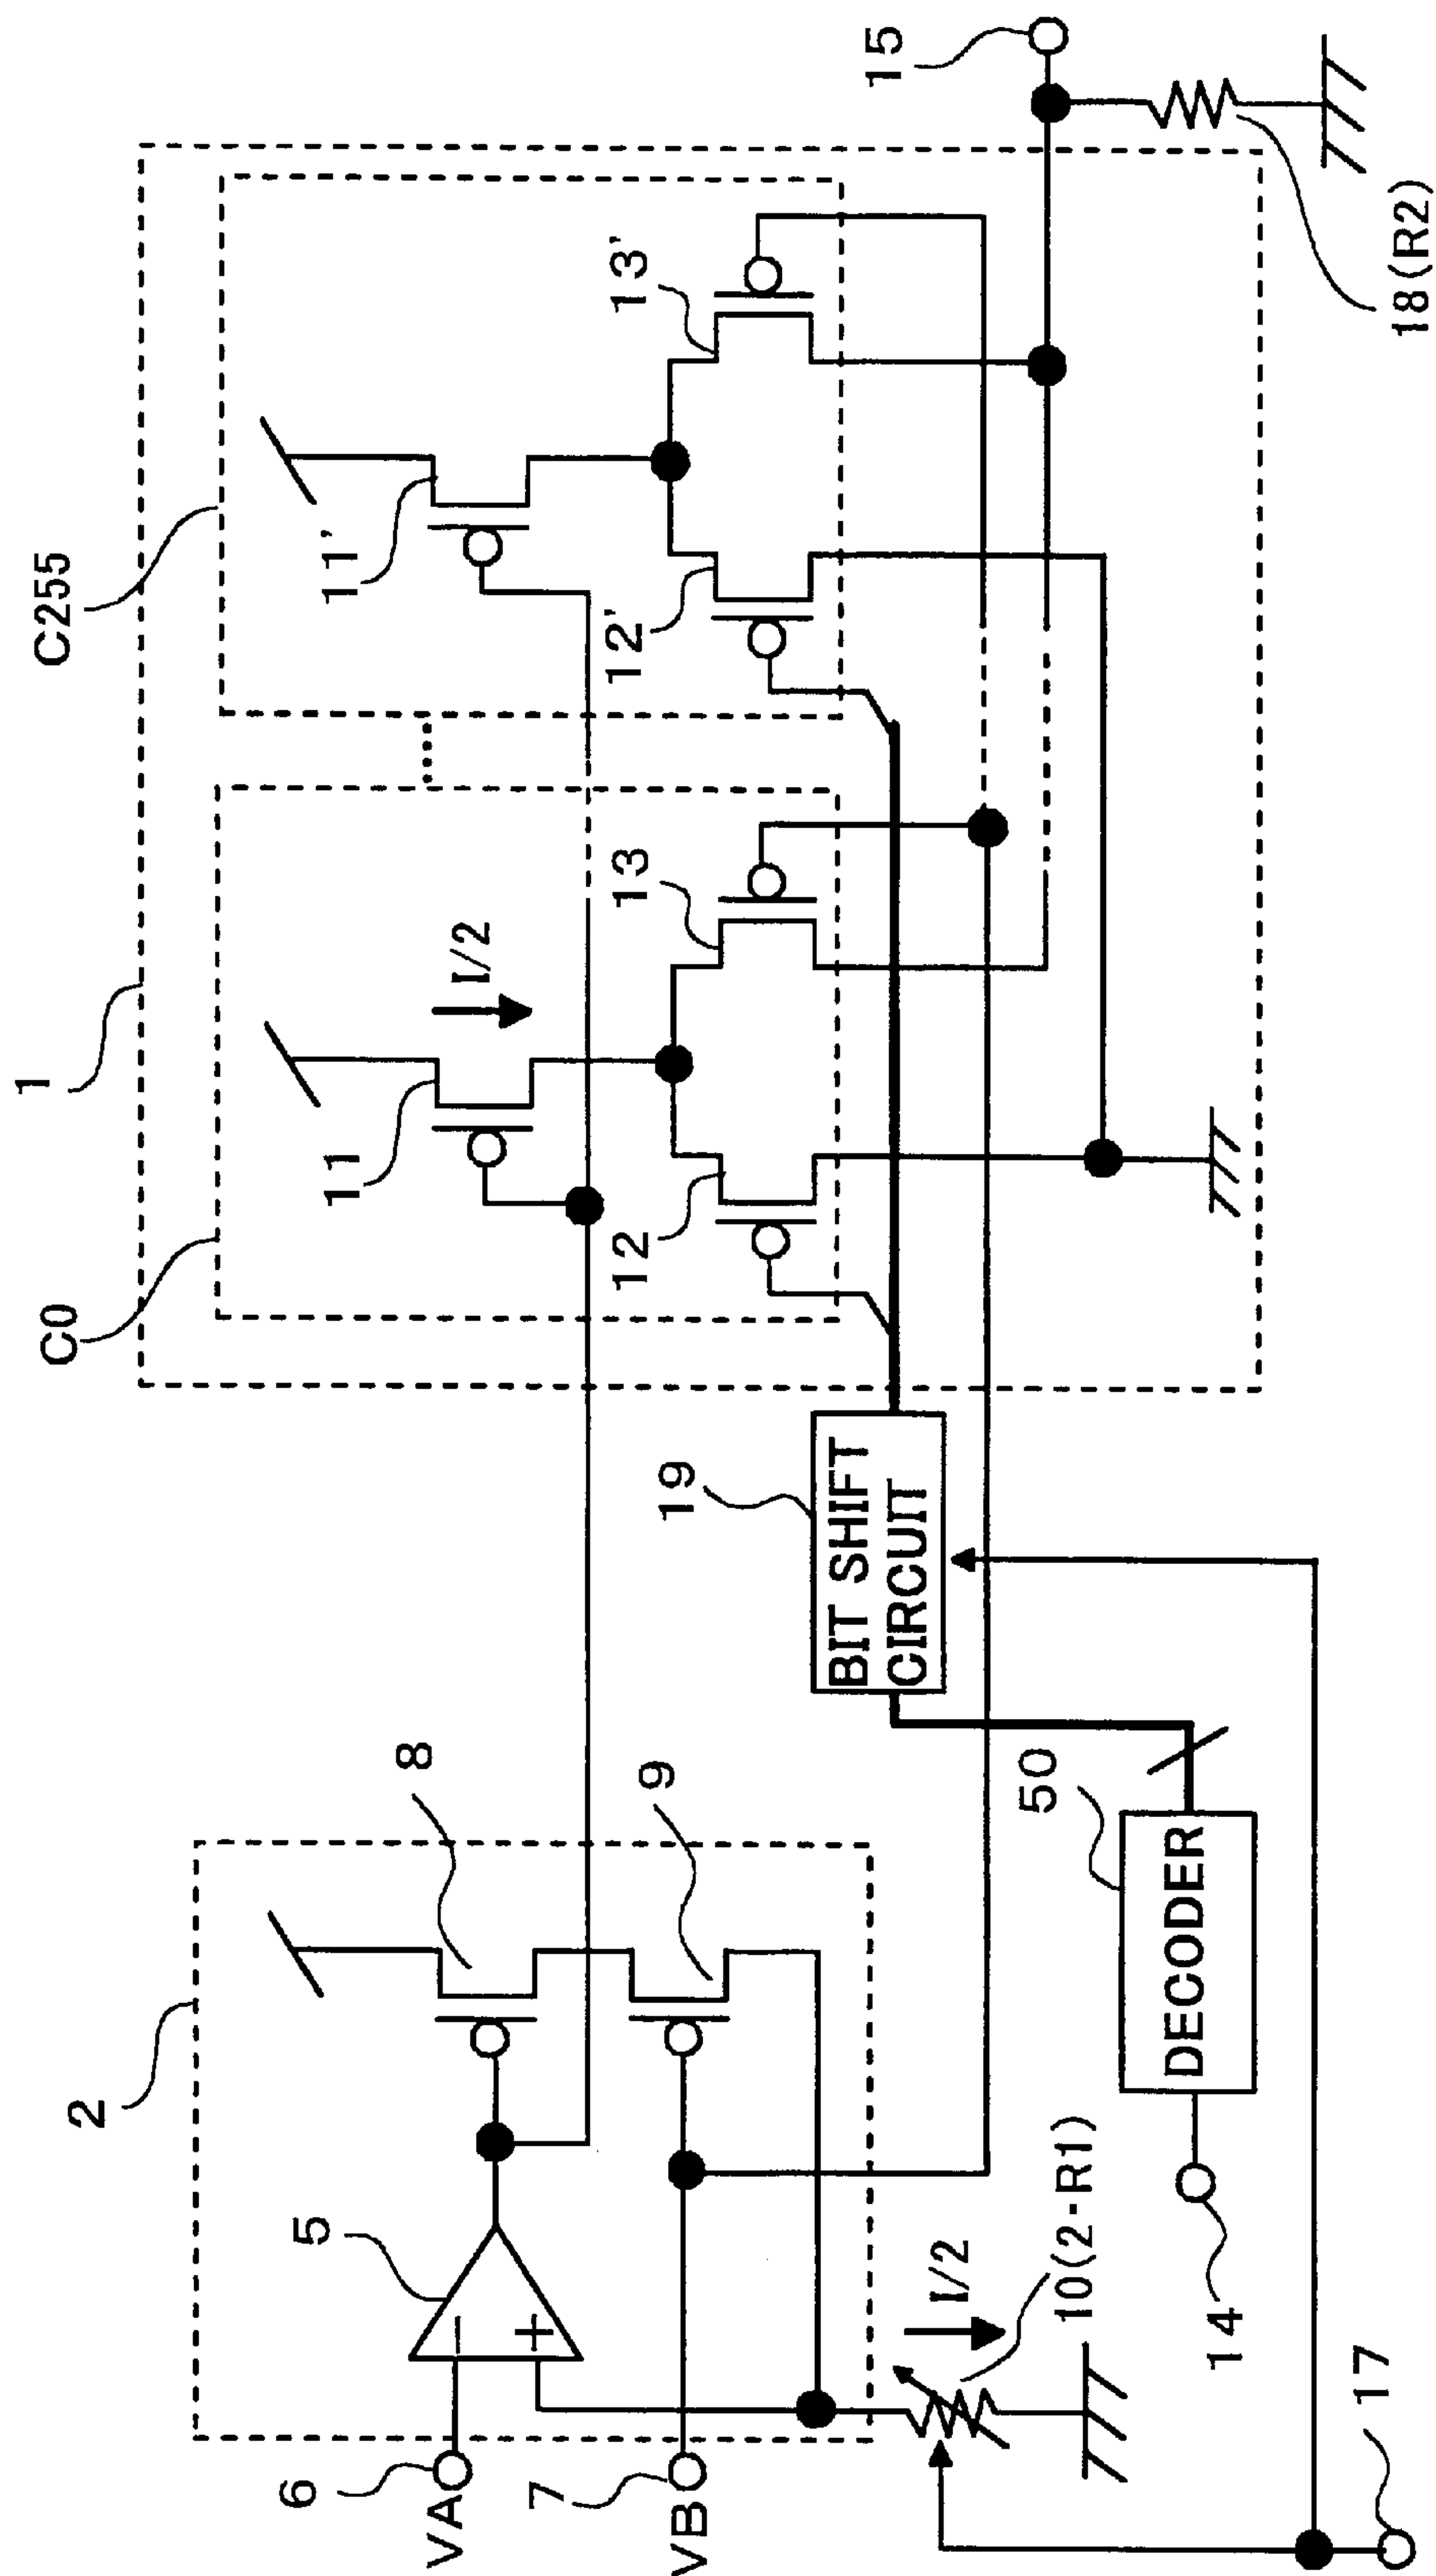 1
C0
C255
11
I/2
11'
12
13
12'
13'
15
18(R2)
2
5
8
9
6
VA
7
VB
I/2
10(2·R1)
19
BIT SHIFT
CIRCUIT
50
DECODER
14
17